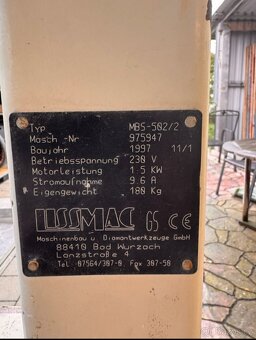 Typ MBS-502/2
Masch.-Nr. 975947
Baujahr 1997 11/1
Betriebsspannung 230 V
Motorleistung 1.5 KW
Stromaufnahme 9.6 A
Eigengewicht 180 Kg
LISSMAC GS CE
Maschinenbau u. Diamantwerkzeuge GmbH
88410 Bad Wurzach
Lanzstraße 4
Tel. 07564/307-0 Fax 307-50